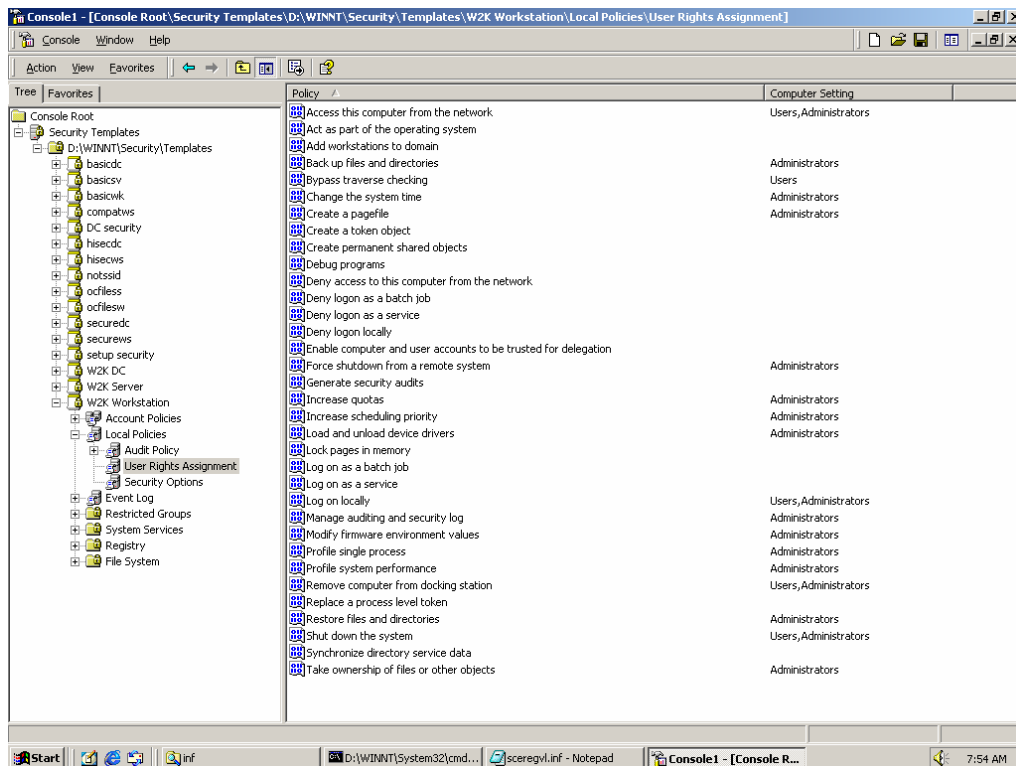 Console1 - [Console Root\Security Templates\D:\WINNT\Security\Templates\W2K Workstation\Local Policies\User Rights Assignment]
Console Window Help
Action View Favorites
Tree Favorites
Console Root
Security Templates
D:\WINNT\Security\Templates
basicdc
basicsv
basicwk
compatws
DC security
hisecdc
hisecws
notssid
ocfiless
ocfilesw
securedc
securews
setup security
W2K DC
W2K Server
W2K Workstation
Account Policies
Local Policies
Audit Policy
User Rights Assignment
Security Options
Event Log
Restricted Groups
System Services
Registry
File System
Policy Computer Setting
Access this computer from the network Users,Administrators
Act as part of the operating system
Add workstations to domain
Back up files and directories Administrators
Bypass traverse checking Users
Change the system time Administrators
Create a pagefile Administrators
Create a token object
Create permanent shared objects
Debug programs
Deny access to this computer from the network
Deny logon as a batch job
Deny logon as a service
Deny logon locally
Enable computer and user accounts to be trusted for delegation
Force shutdown from a remote system Administrators
Generate security audits
Increase quotas Administrators
Increase scheduling priority Administrators
Load and unload device drivers Administrators
Lock pages in memory
Log on as a batch job
Log on as a service
Log on locally Users,Administrators
Manage auditing and security log Administrators
Modify firmware environment values Administrators
Profile single process Administrators
Profile system performance Administrators
Remove computer from docking station Users,Administrators
Replace a process level token
Restore files and directories Administrators
Shut down the system Users,Administrators
Synchronize directory service data
Take ownership of files or other objects Administrators
Start inf D:\WINNT\System32\cmd... sceregvl.inf - Notepad Console1 - [Console R... 7:54 AM